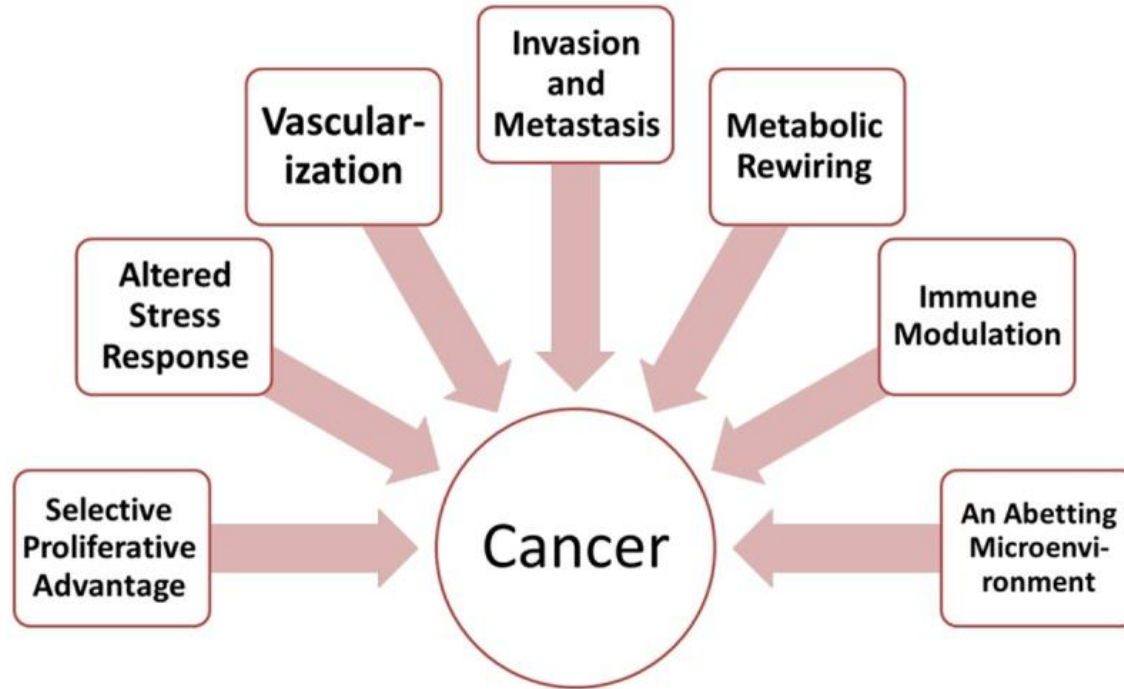 Invasion
and
Metastasis
Vascular-
ization
Metabolic
Rewiring
Altered
Stress
Response
Immune
Modulation
Selective
Proliferative
Advantage
Cancer
An Abetting
Microenvi-
ronment